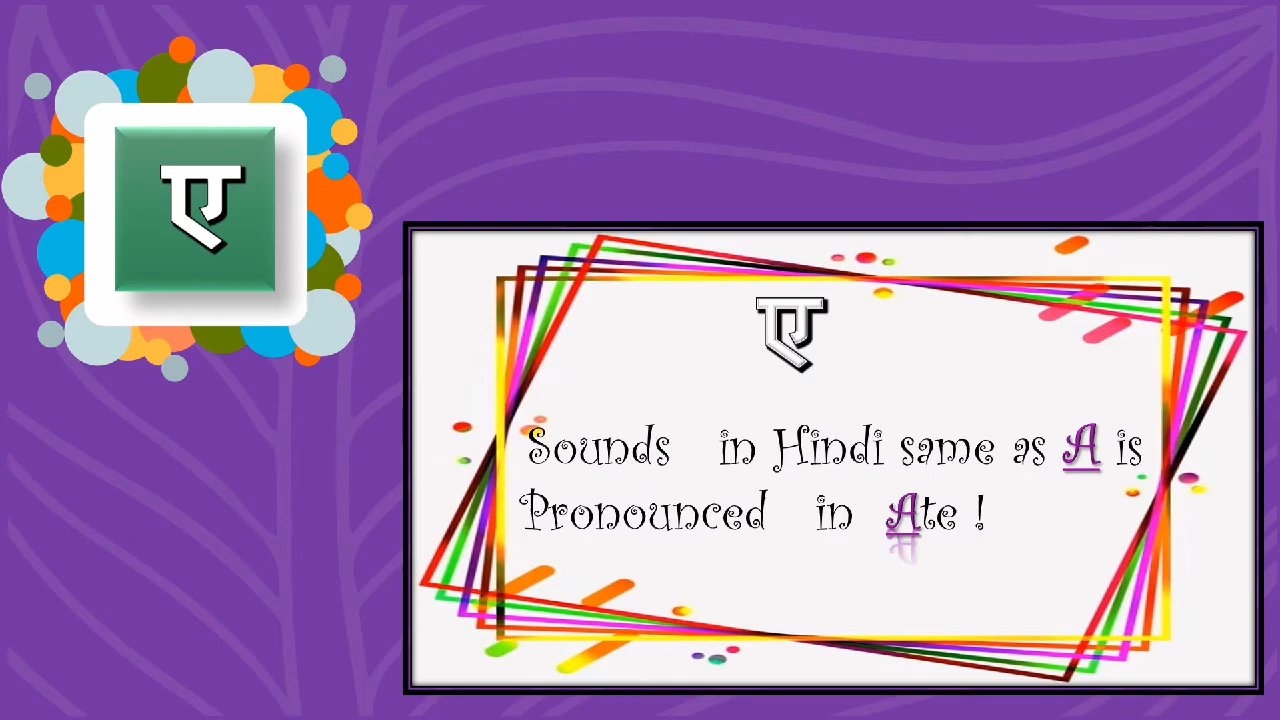 ए
ए
Sounds in Hindi same as A is
Pronounced in Ate !